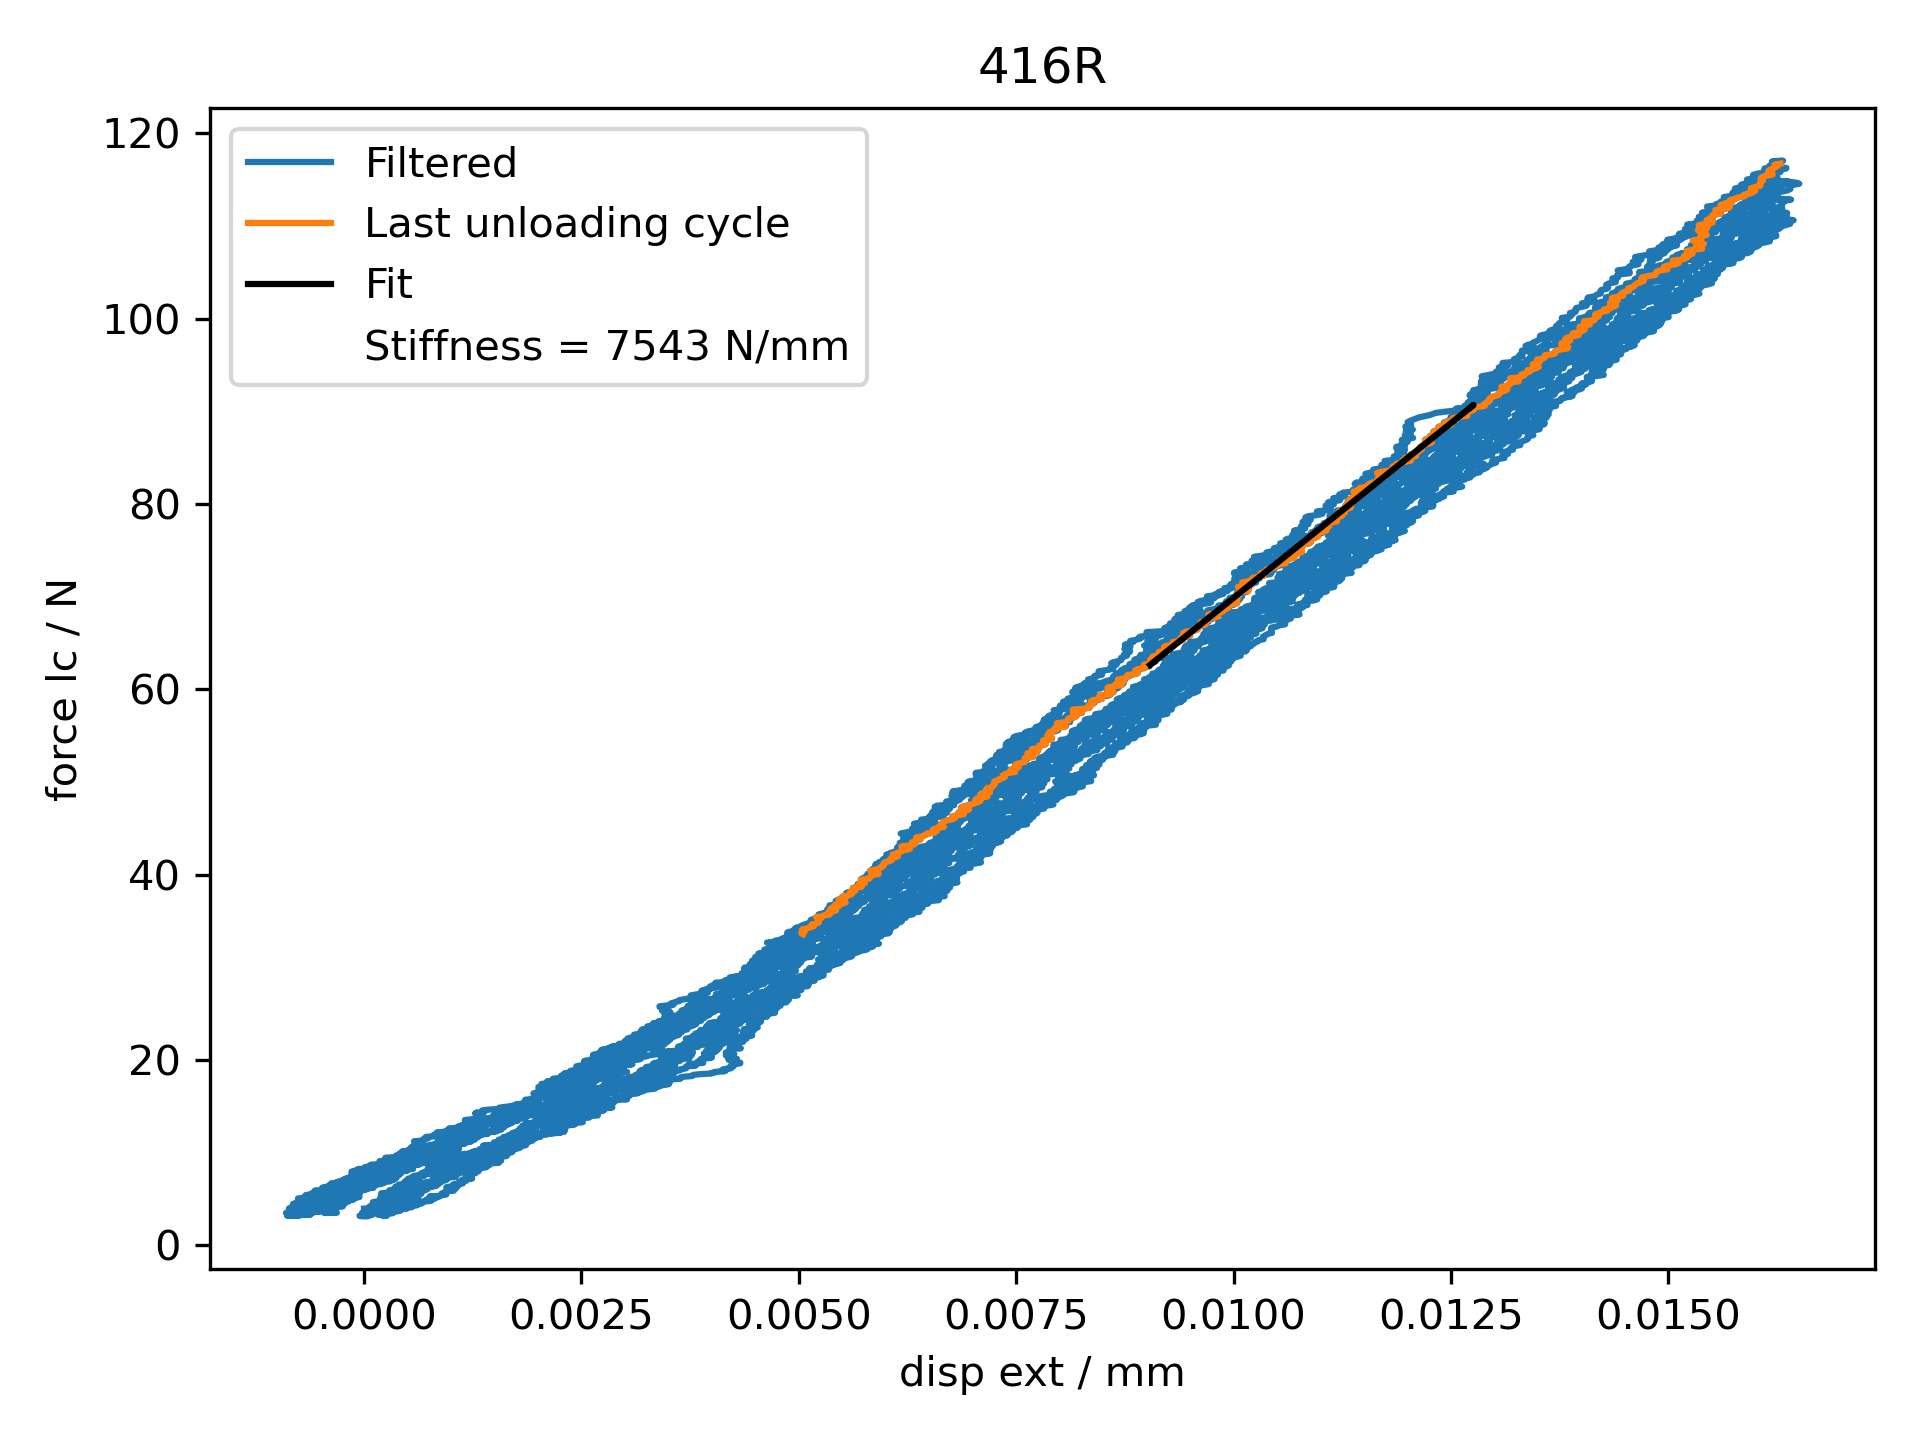 416R
120
100
80
60
40
20
0
force lc / N
Filtered
Last unloading cycle
Fit
Stiffness = 7543 N/mm
0.0000 0.0025 0.0050 0.0075 0.0100 0.0125 0.0150
disp ext / mm